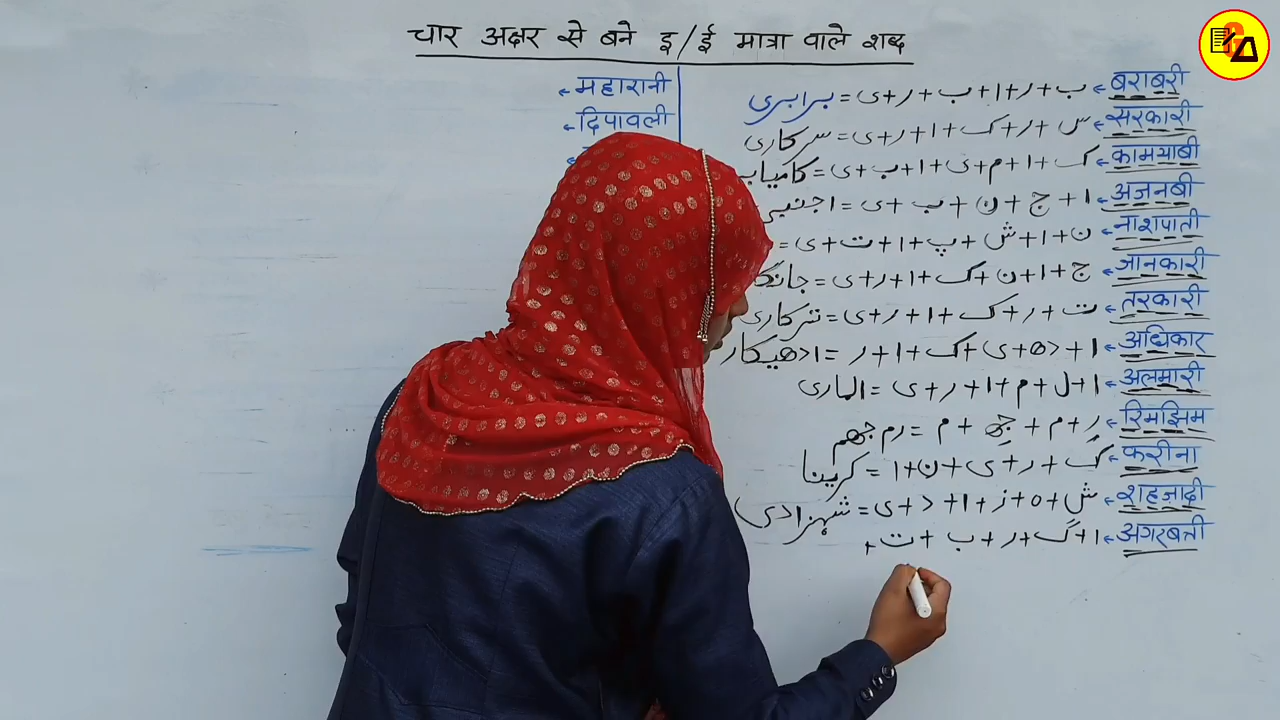 चार अक्षर से बने इ/ई मात्रा वाले शब्द
बराबरी ← ب + ر + ا + ب + ر + ی = برابری
सरकारी ← س + ر + ک + ا + ر + ی = سرکاری
कामयाबी ← ک + ا + م + ی + ا + ب + ی =
अजनबी ← ا + ج + ن + ب + ی = اجنبی
नाशपाती ← ن + ا + ش + پ + ا + ت + ی =
जानकारी ← ج + ا + ن + ک + ا + ر + ی =
तरकारी ← ت + ر + ک + ا + ر + ی = ترکاری
अधिकार ← ا + دھ + ی + ک + ا + ر = ادھیکار
अलमारी ← ا + ل + م + ا + ر + ی = الماری
रिमझिम ← رِ + م + جھِ + م = رم جھم
करीना ← ک + ر + ی + ن + ا = کرینا
शहज़ादी ← ش + ہ + ز + ا + د + ی = شہزادی
अगरबत्ती ← ا + گ + ر + ب + ت +
महारानी ←
दिपावली ←